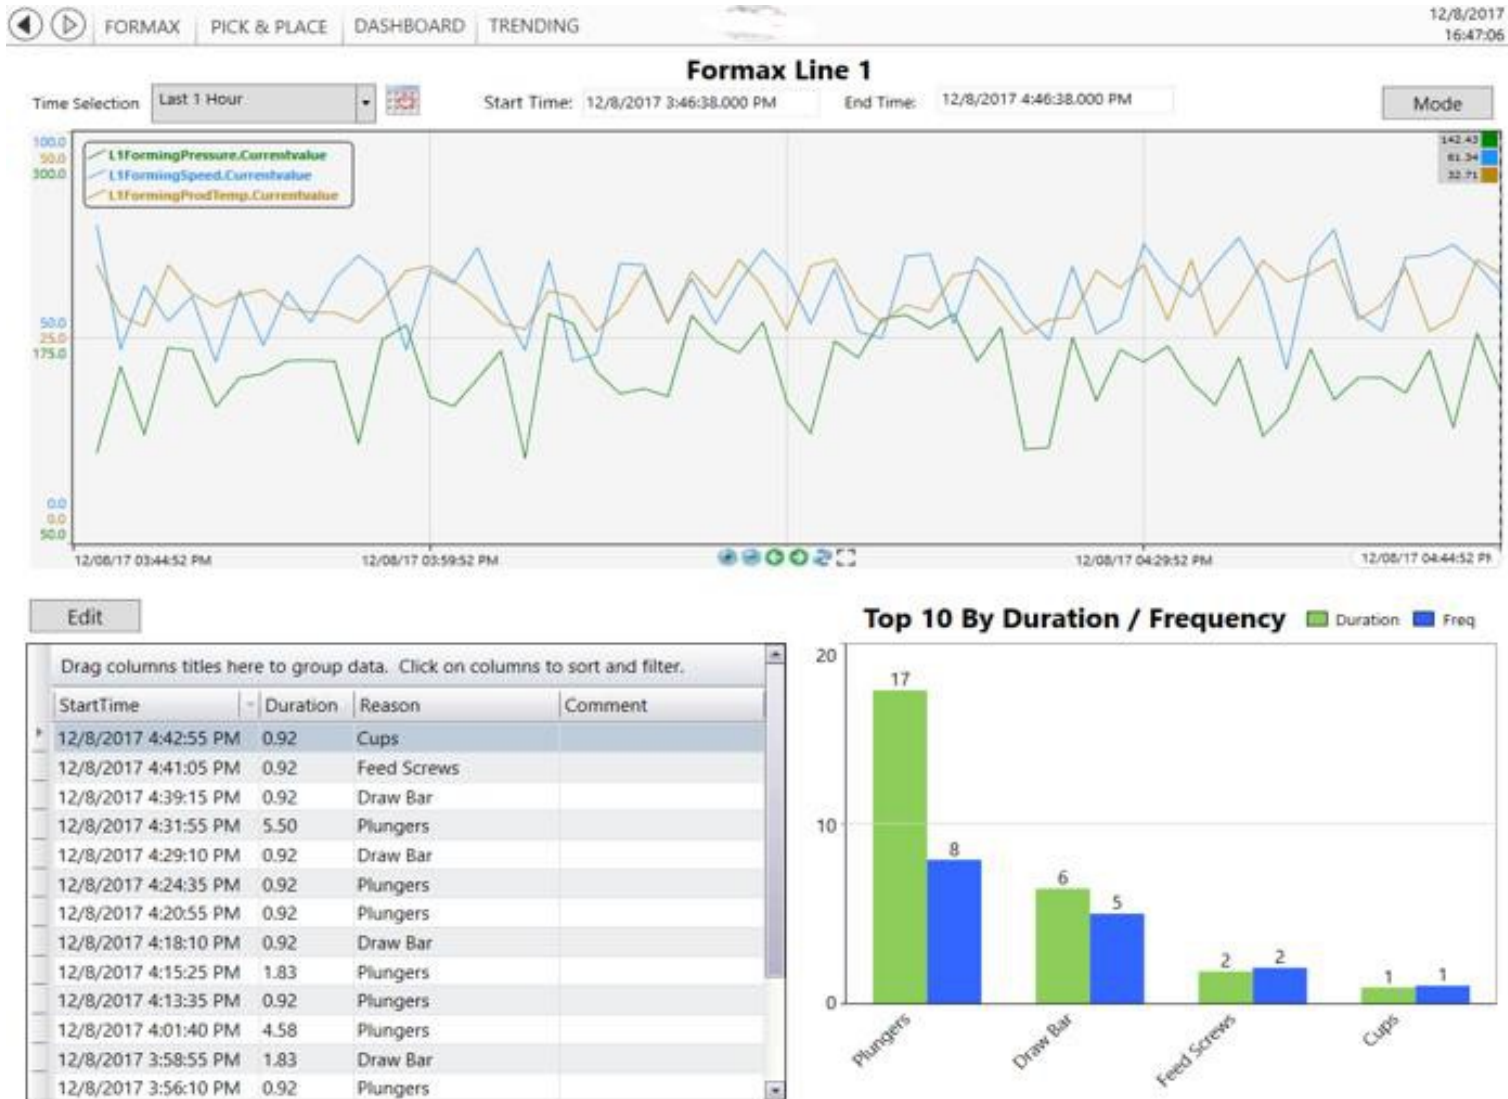 FORMAX PICK & PLACE DASHBOARD TRENDING
12/8/2017
16:47:06
Formax Line 1
Time Selection Last 1 Hour Start Time: 12/8/2017 3:46:38.000 PM End Time: 12/8/2017 4:46:38.000 PM Mode
100.0
50.0
300.0
L1FormingPressure.Currentvalue
L1FormingSpeed.Currentvalue
L1FormingProdTemp.Currentvalue
142.43
61.34
32.71
50.0
25.0
175.0
0.0
0.0
50.0
12/08/17 03:44:52 PM 12/08/17 03:59:52 PM 12/08/17 04:29:52 PM 12/08/17 04:44:52 PM
Edit
Drag columns titles here to group data. Click on columns to sort and filter.
StartTime Duration Reason Comment
12/8/2017 4:42:55 PM 0.92 Cups
12/8/2017 4:41:05 PM 0.92 Feed Screws
12/8/2017 4:39:15 PM 0.92 Draw Bar
12/8/2017 4:31:55 PM 5.50 Plungers
12/8/2017 4:29:10 PM 0.92 Draw Bar
12/8/2017 4:24:35 PM 0.92 Plungers
12/8/2017 4:20:55 PM 0.92 Plungers
12/8/2017 4:18:10 PM 0.92 Draw Bar
12/8/2017 4:15:25 PM 1.83 Plungers
12/8/2017 4:13:35 PM 0.92 Plungers
12/8/2017 4:01:40 PM 4.58 Plungers
12/8/2017 3:58:55 PM 1.83 Draw Bar
12/8/2017 3:56:10 PM 0.92 Plungers
Top 10 By Duration / Frequency Duration Freq
20
17
10
8
6
5
2 2
1 1
0
Plungers Draw Bar Feed Screws Cups